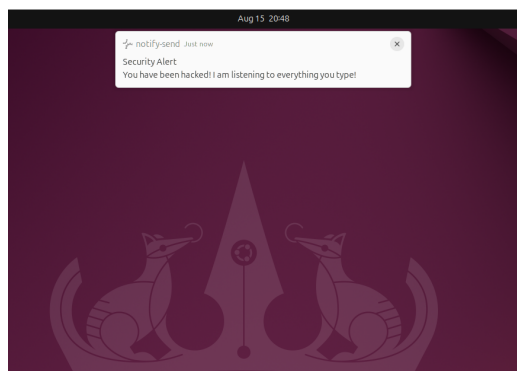 Aug 15 20:48
notify-send Just now
Security Alert
You have been hacked! I am listening to everything you type!